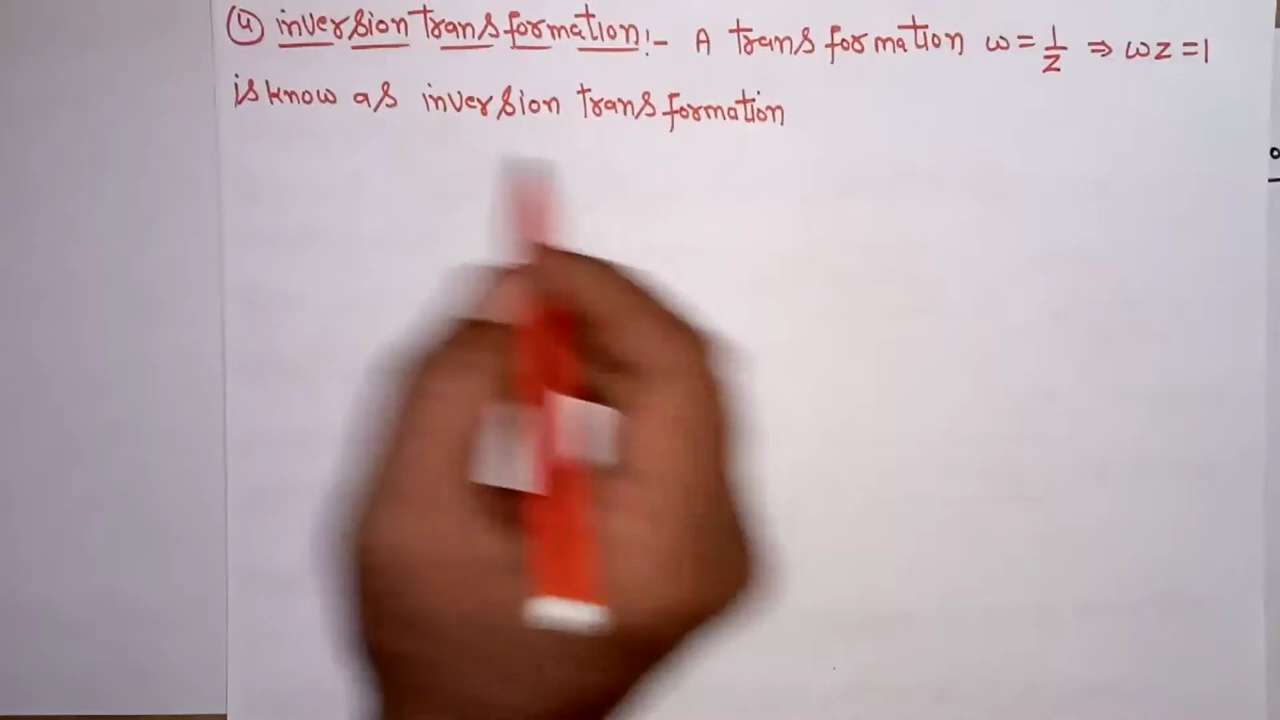 ④ inversion transformation:- A transformation ω = 1/z ⇒ ωz = 1
is know as inversion transformation